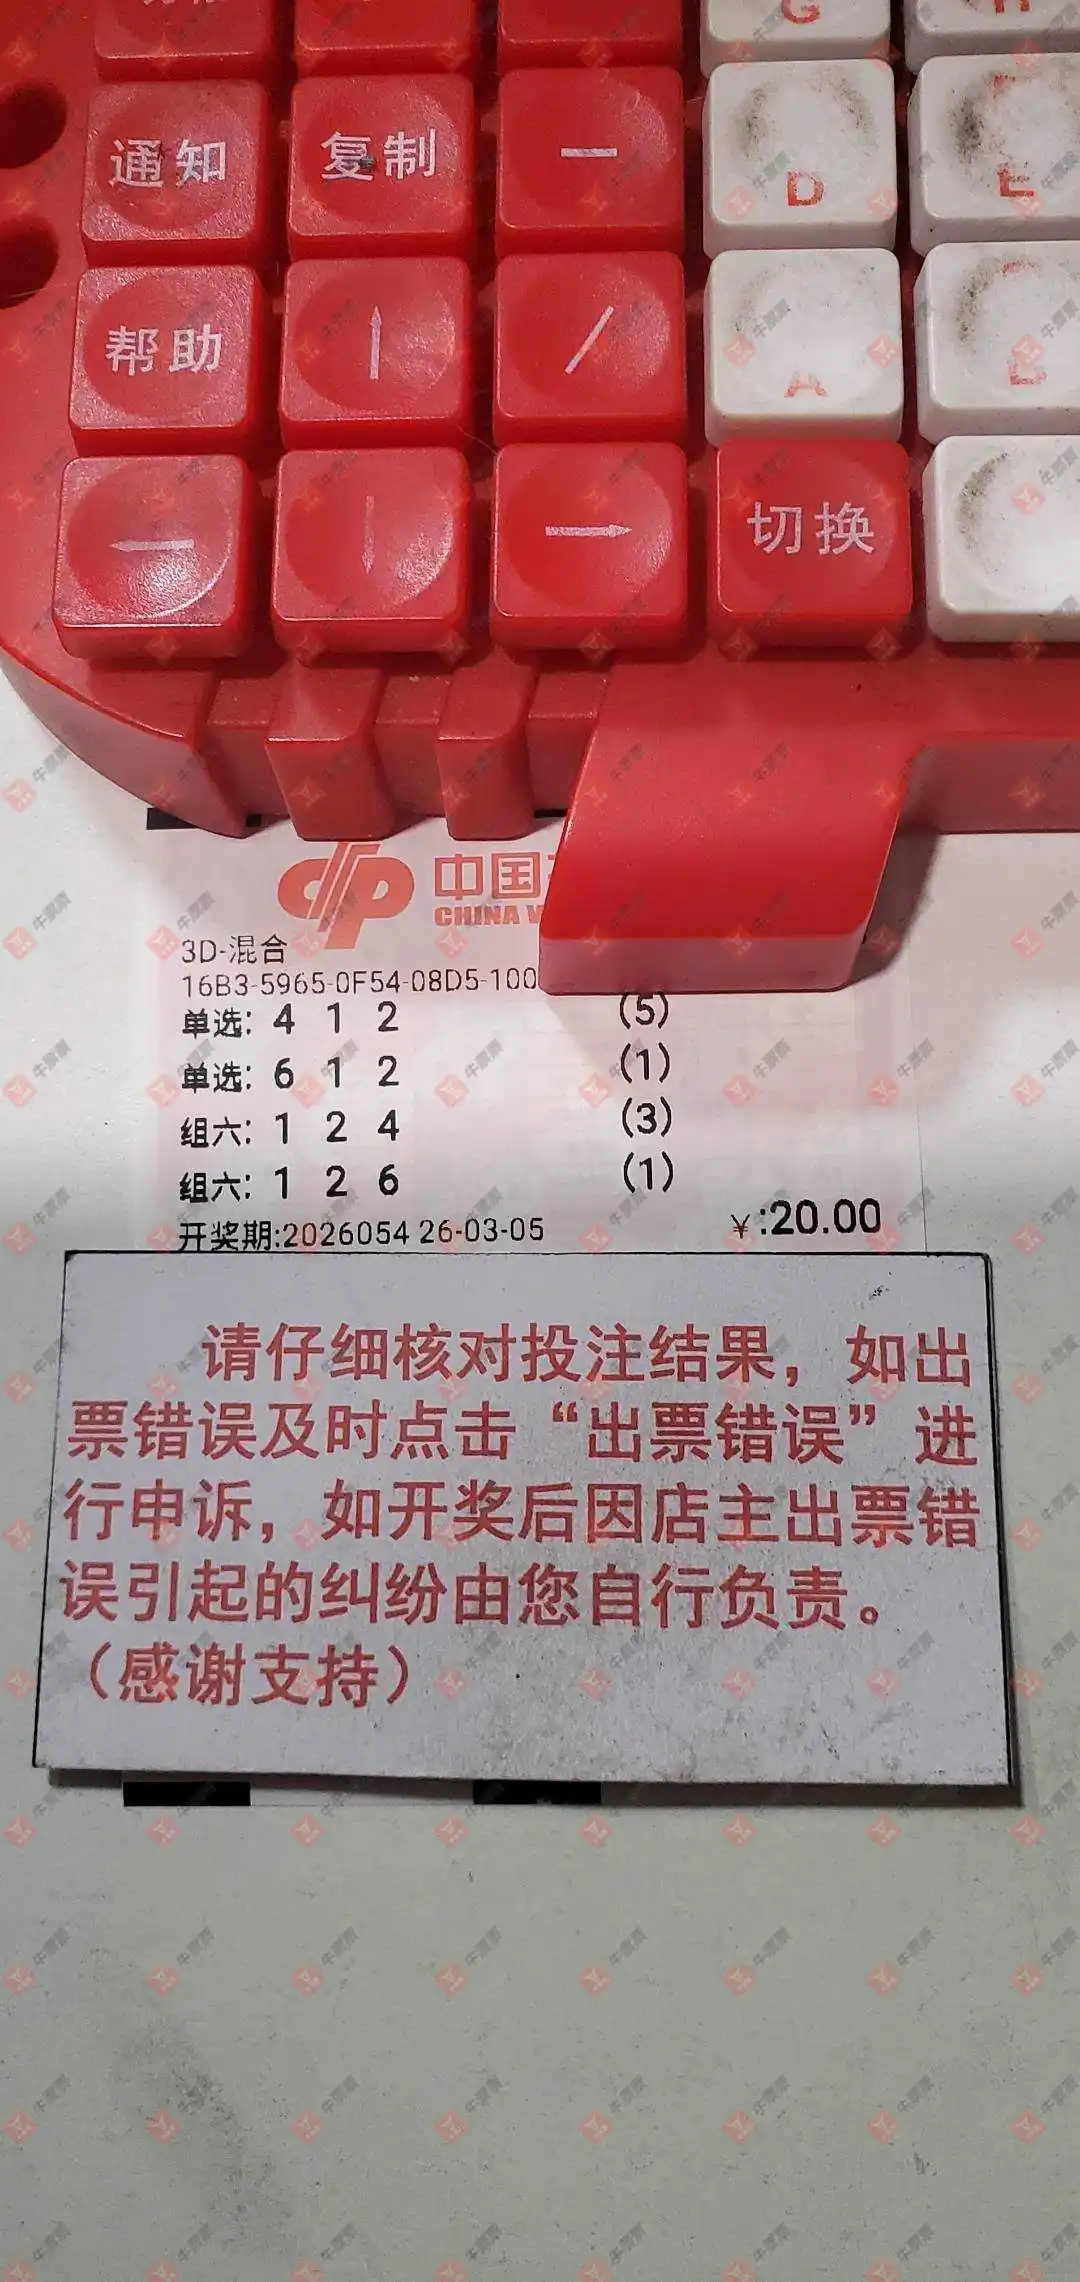 G
通知 复制 — D E
帮助 ↑ / A
← ↓ → 切换
中国
CHINA
3D-混合
16B3-5965-0F54-08D5-100
单选: 4 1 2 (5)
单选: 6 1 2 (1)
组六: 1 2 4 (3)
组六: 1 2 6 (1)
开奖期:2026054 26-03-05 ¥:20.00
请仔细核对投注结果，如出
票错误及时点击“出票错误”进
行申诉，如开奖后因店主出票错
误引起的纠纷由您自行负责。
（感谢支持）
牛票票